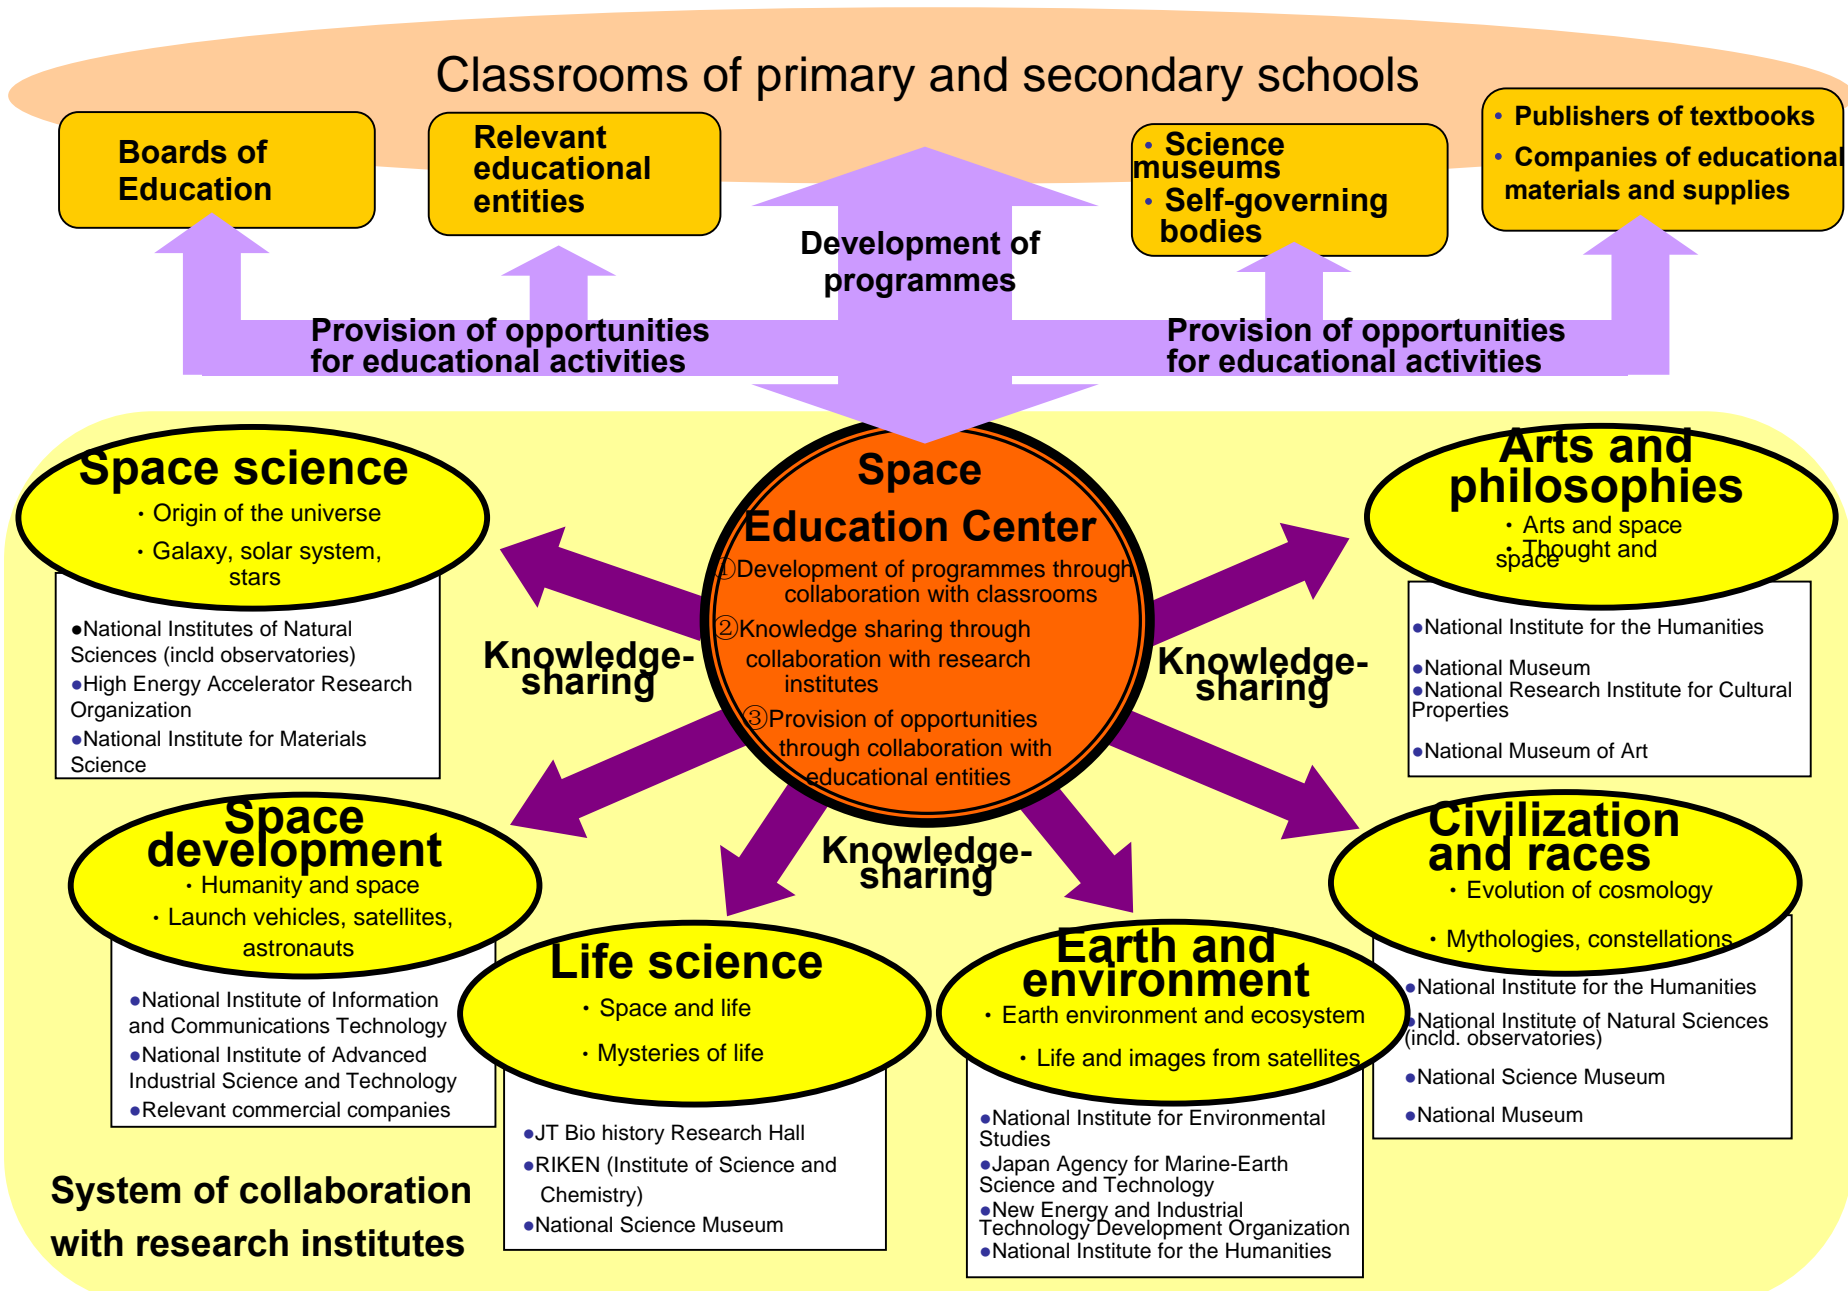 Classrooms of primary and secondary schools
Boards of
Education
Relevant
educational
entities
・ Science
museums
・ Self-governing
bodies
・ Publishers of textbooks
・ Companies of educational
materials and supplies
Development of
programmes
Provision of opportunities
for educational activities
Provision of opportunities
for educational activities
Space science
・ Origin of the universe
・ Galaxy, solar system,
stars
●National Institutes of Natural
Sciences (incld observatories)
●High Energy Accelerator Research
Organization
●National Institute for Materials
Science
Space
Education Center
①Development of programmes through
collaboration with classrooms
②Knowledge sharing through
collaboration with research
institutes
③Provision of opportunities
through collaboration with
educational entities
Arts and
philosophies
・ Arts and space
・ Thought and
space
●National Institute for the Humanities
●National Museum
●National Research Institute for Cultural
Properties
●National Museum of Art
Knowledge-
sharing
Knowledge-
sharing
Knowledge-
sharing
Space
development
・ Humanity and space
・ Launch vehicles, satellites,
astronauts
●National Institute of Information
and Communications Technology
●National Institute of Advanced
Industrial Science and Technology
●Relevant commercial companies
Life science
・ Space and life
・ Mysteries of life
●JT Bio history Research Hall
●RIKEN (Institute of Science and
Chemistry)
●National Science Museum
Earth and
environment
・ Earth environment and ecosystem
・ Life and images from satellites
●National Institute for Environmental
Studies
●Japan Agency for Marine-Earth
Science and Technology
●New Energy and Industrial
Technology Development Organization
●National Institute for the Humanities
Civilization
and races
・ Evolution of cosmology
・ Mythologies, constellations
●National Institute for the Humanities
●National Institute of Natural Sciences
(incld. observatories)
●National Science Museum
●National Museum
System of collaboration
with research institutes